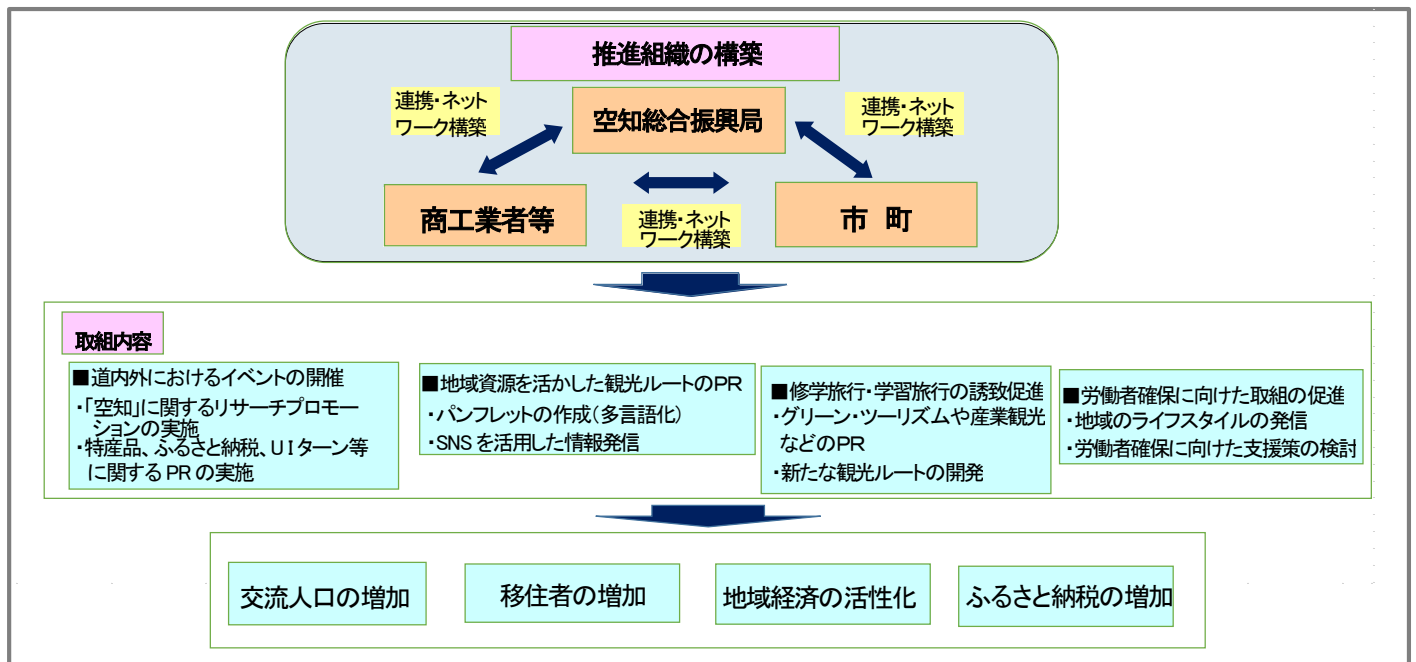 推進組織の構築
連携・ネット
ワーク構築
空知総合振興局
連携・ネット
ワーク構築
商工業者等
連携・ネット
ワーク構築
市　町
取組内容
■道内外におけるイベントの開催
・「空知」に関するリサーチプロモー
ションの実施
・特産品、ふるさと納税、UIターン等
に関するPRの実施
■地域資源を活かした観光ルートのPR
・パンフレットの作成（多言語化）
・SNSを活用した情報発信
■修学旅行・学習旅行の誘致促進
・グリーン・ツーリズムや産業観光
などのPR
・新たな観光ルートの開発
■労働者確保に向けた取組の促進
・地域のライフスタイルの発信
・労働者確保に向けた支援策の検討
交流人口の増加
移住者の増加
地域経済の活性化
ふるさと納税の増加